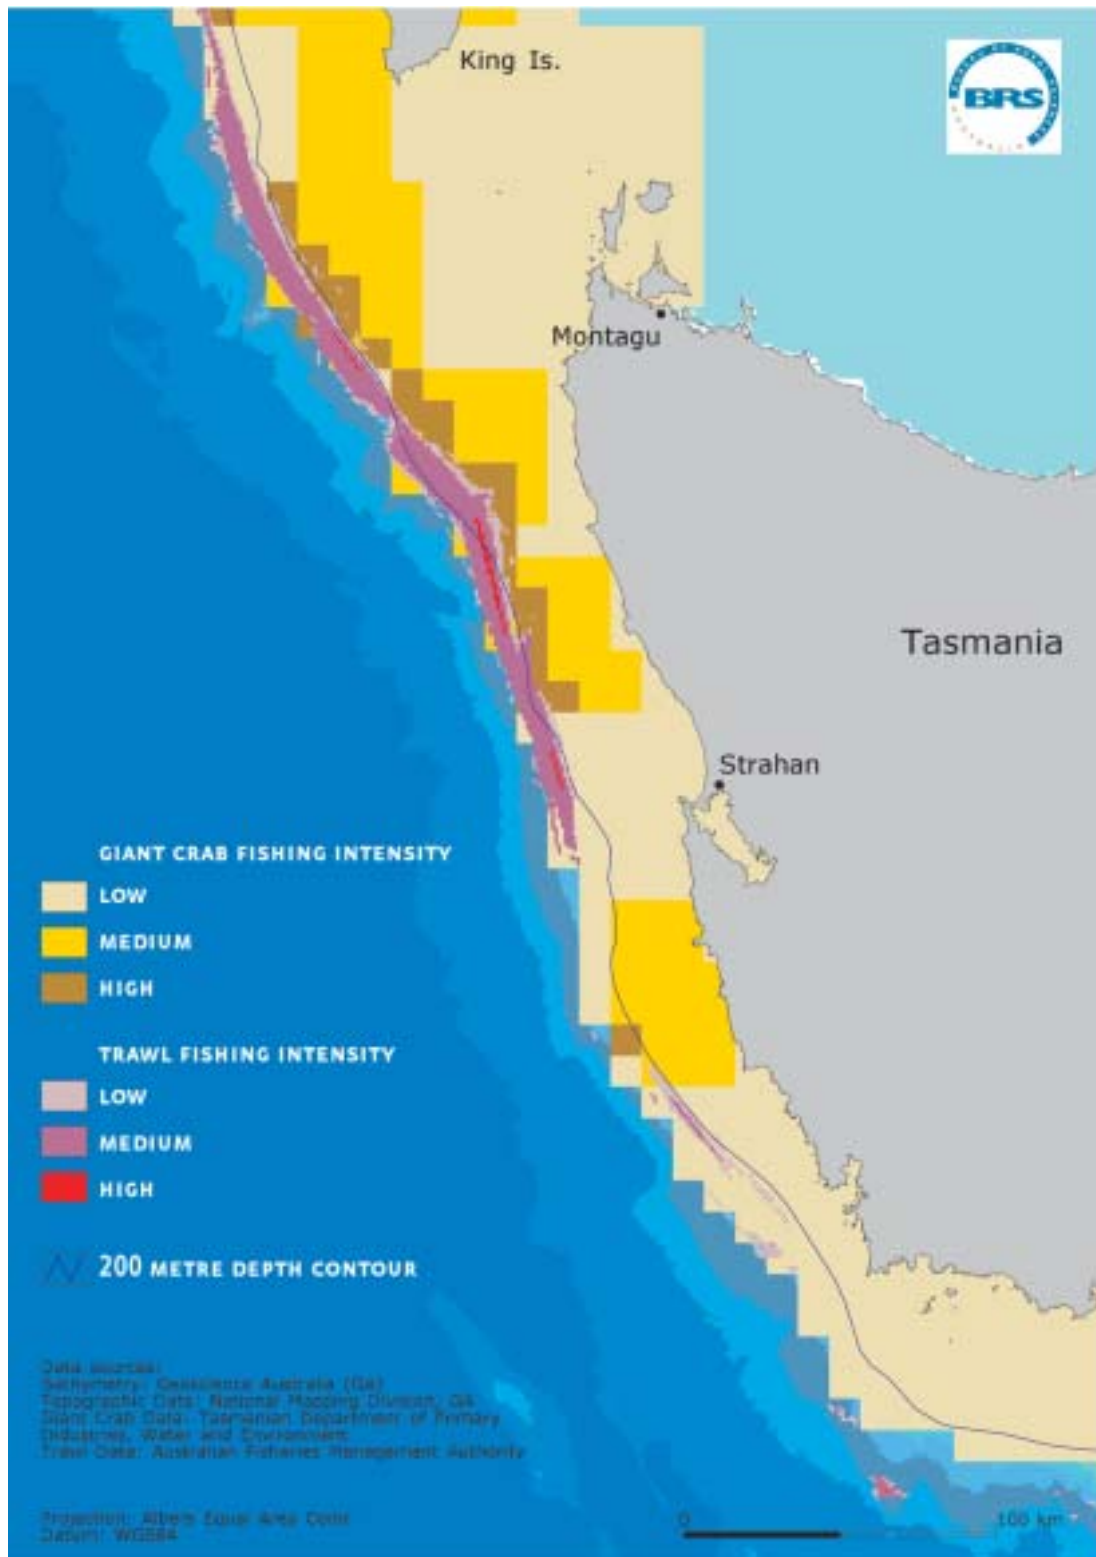 King Is.
BRS
Montagu
Tasmania
Strahan
GIANT CRAB FISHING INTENSITY
LOW
MEDIUM
HIGH
TRAWL FISHING INTENSITY
LOW
MEDIUM
HIGH
200 METRE DEPTH CONTOUR
Data sources:
Bathymetry: Geoscience Australia (GA)
Topographic Data: National Mapping Division, GA
Giant Crab Data: Tasmanian Department of Primary
Industries, Water and Environment
Trawl Data: Australian Fisheries Management Authority
Projection: Albers Equal Area Conic
Datum: WGS84
0 100 km